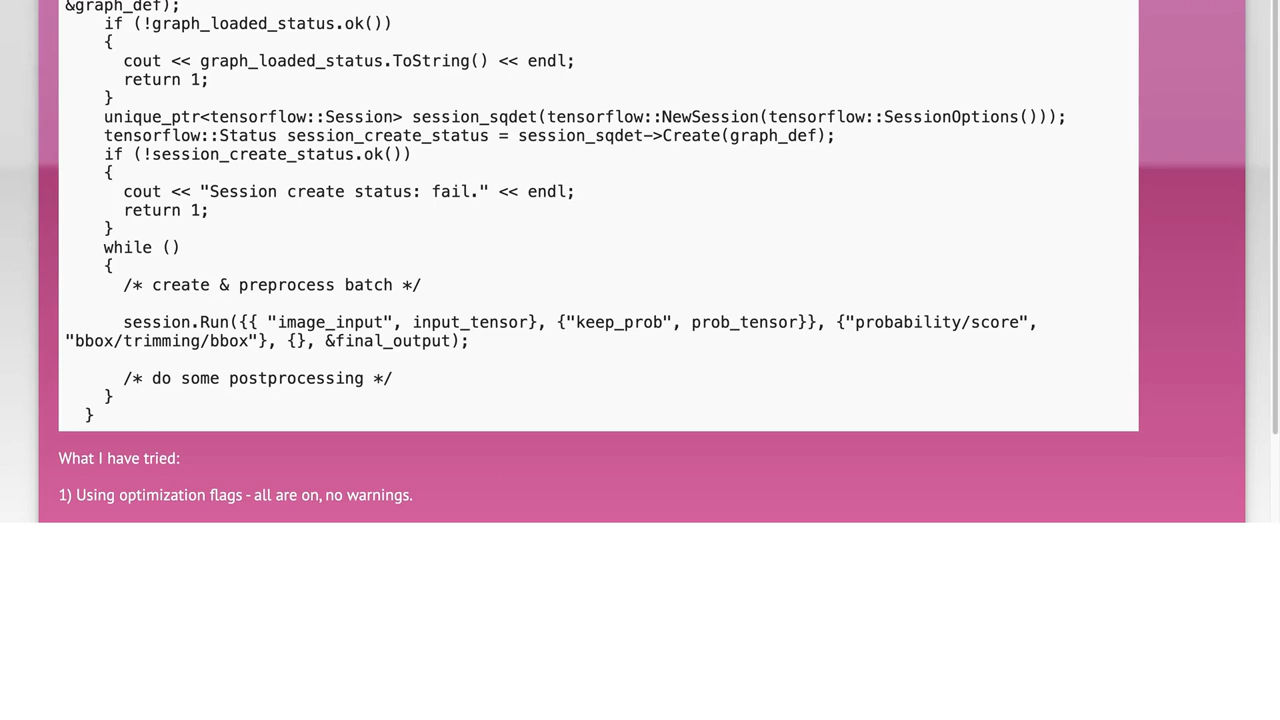 &graph_def);
    if (!graph_loaded_status.ok())
    {
      cout << graph_loaded_status.ToString() << endl;
      return 1;
    }
    unique_ptr<tensorflow::Session> session_sqdet(tensorflow::NewSession(tensorflow::SessionOptions()));
    tensorflow::Status session_create_status = session_sqdet->Create(graph_def);
    if (!session_create_status.ok())
    {
      cout << "Session create status: fail." << endl;
      return 1;
    }
    while ()
    {
      /* create & preprocess batch */

      session.Run({{ "image_input", input_tensor}, {"keep_prob", prob_tensor}}, {"probability/score",
"bbox/trimming/bbox"}, {}, &final_output);

      /* do some postprocessing */
    }
  }
What I have tried:
1) Using optimization flags - all are on, no warnings.